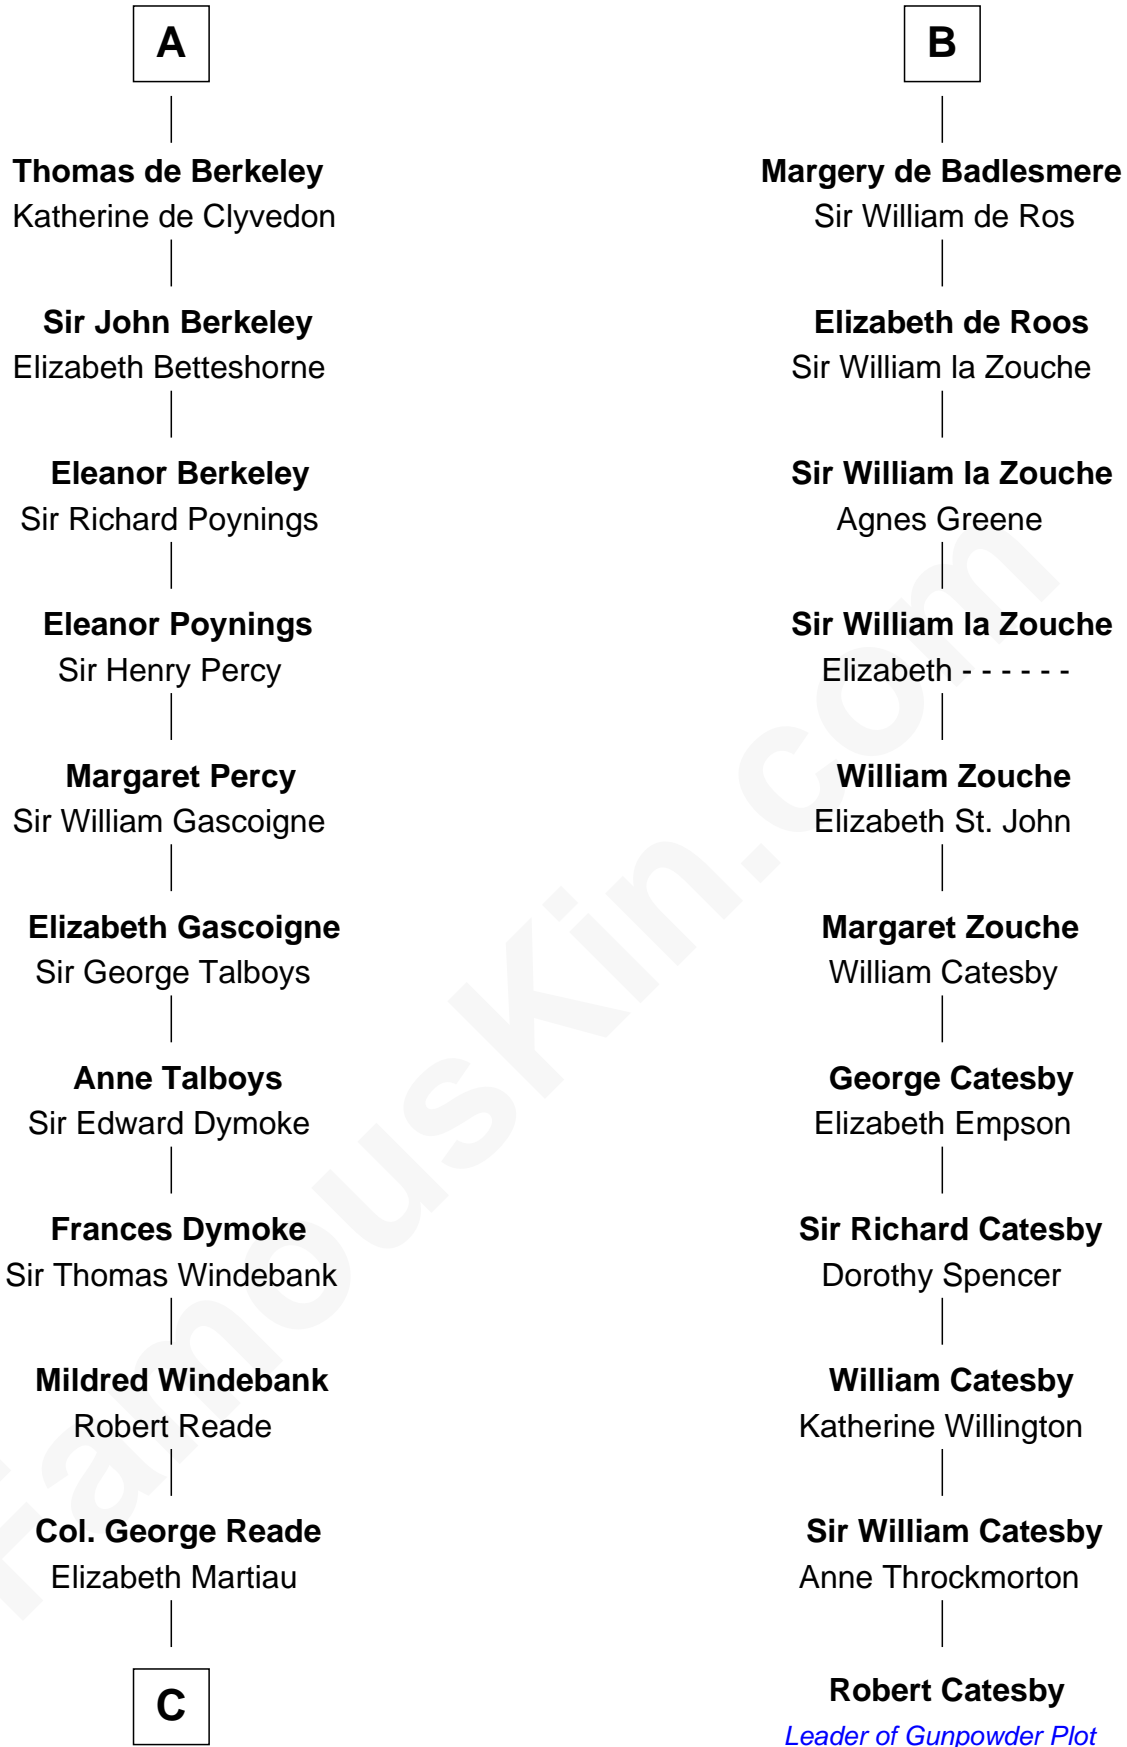 A
Thomas de Berkeley
Katherine de Clyvedon
Sir John Berkeley
Elizabeth Betteshorne
Eleanor Berkeley
Sir Richard Poynings
Eleanor Poynings
Sir Henry Percy
Margaret Percy
Sir William Gascoigne
Elizabeth Gascoigne
Sir George Talboys
Anne Talboys
Sir Edward Dymoke
Frances Dymoke
Sir Thomas Windebank
Mildred Windebank
Robert Reade
Col. George Reade
Elizabeth Martiau
C
B
Margery de Badlesmere
Sir William de Ros
Elizabeth de Roos
Sir William la Zouche
Sir William la Zouche
Agnes Greene
Sir William la Zouche
Elizabeth - - - - - -
William Zouche
Elizabeth St. John
Margaret Zouche
William Catesby
George Catesby
Elizabeth Empson
Sir Richard Catesby
Dorothy Spencer
William Catesby
Katherine Willington
Sir William Catesby
Anne Throckmorton
Robert Catesby
Leader of Gunpowder Plot
FamousKin.com